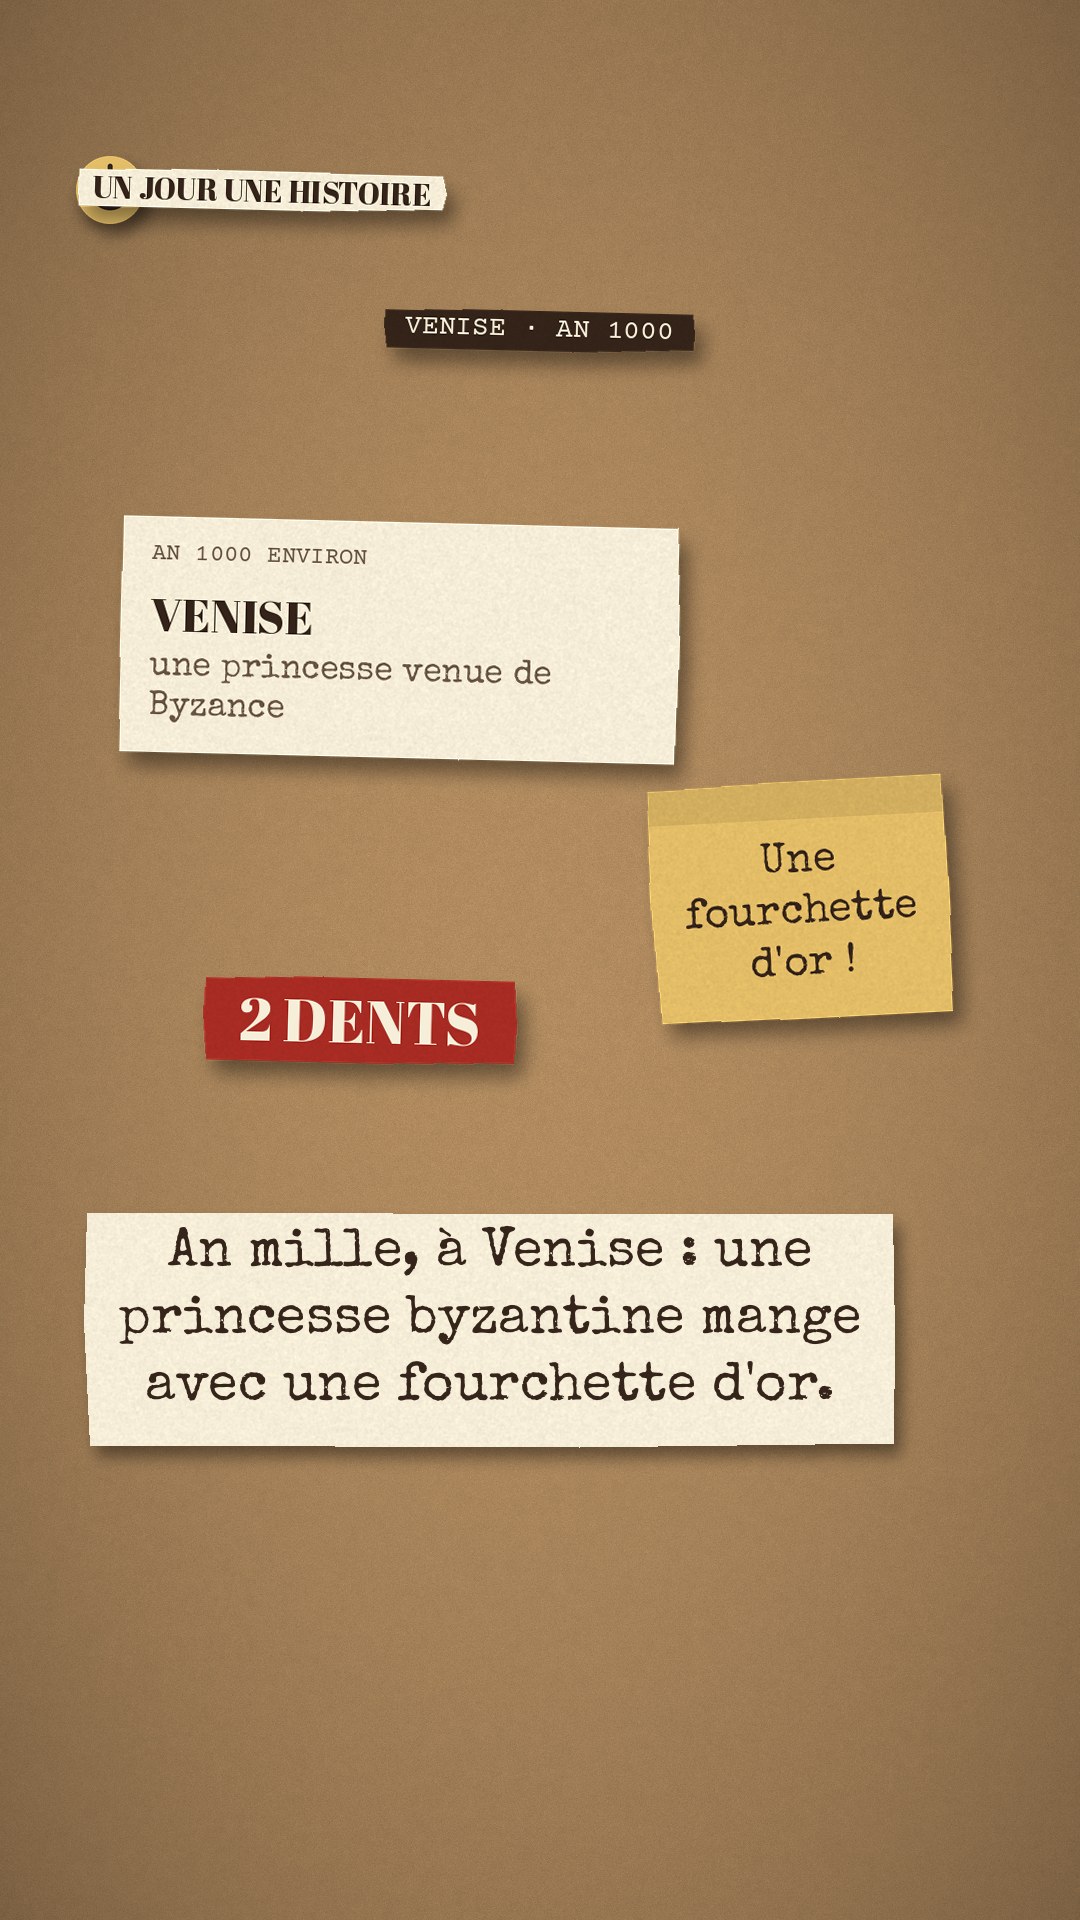 UN JOUR UNE HISTOIRE
VENISE · AN 1000
AN 1000 ENVIRON
VENISE
une princesse venue de
Byzance
Une
fourchette
d'or !
2 DENTS
An mille, à Venise : une
princesse byzantine mange
avec une fourchette d'or.